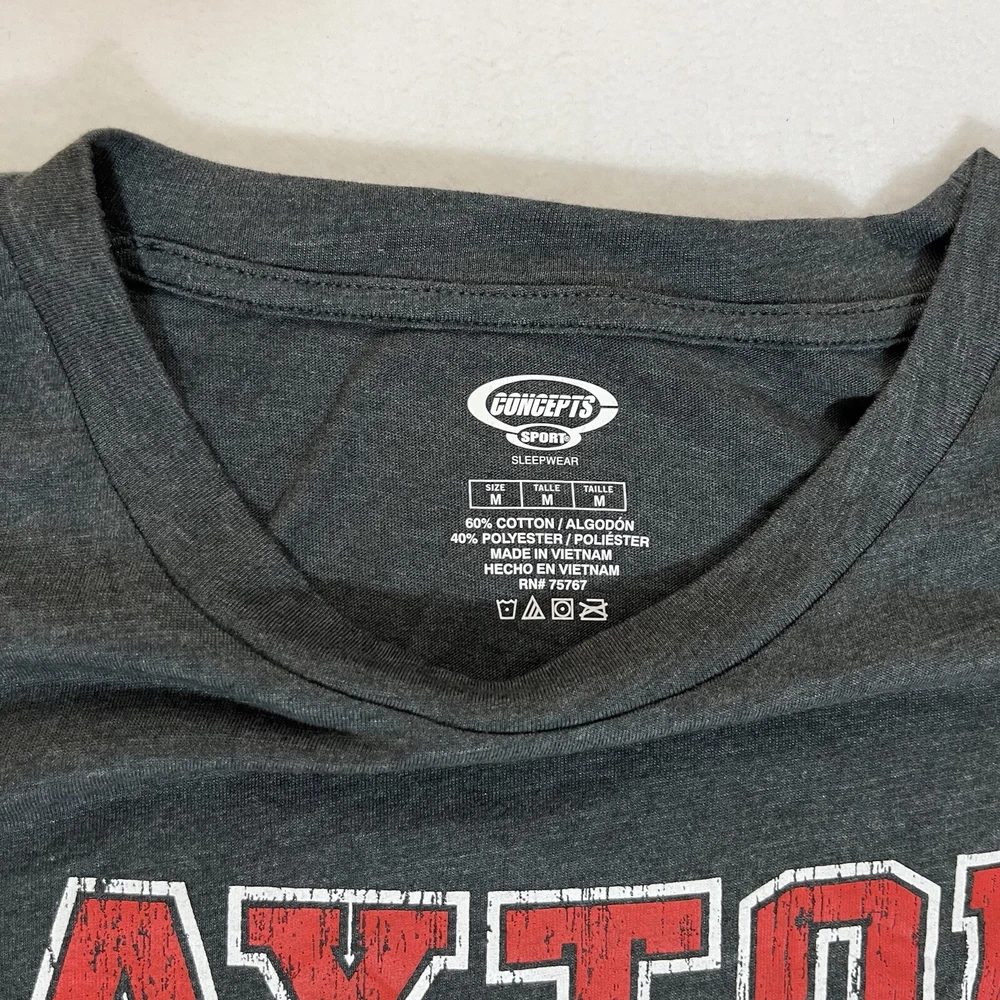 CONCEPTS
SPORT®
SLEEPWEAR
SIZE TALLE TAILLE
M M M
60% COTTON / ALGODÓN
40% POLYESTER / POLIÉSTER
MADE IN VIETNAM
HECHO EN VIETNAM
RN# 75767
AYTO